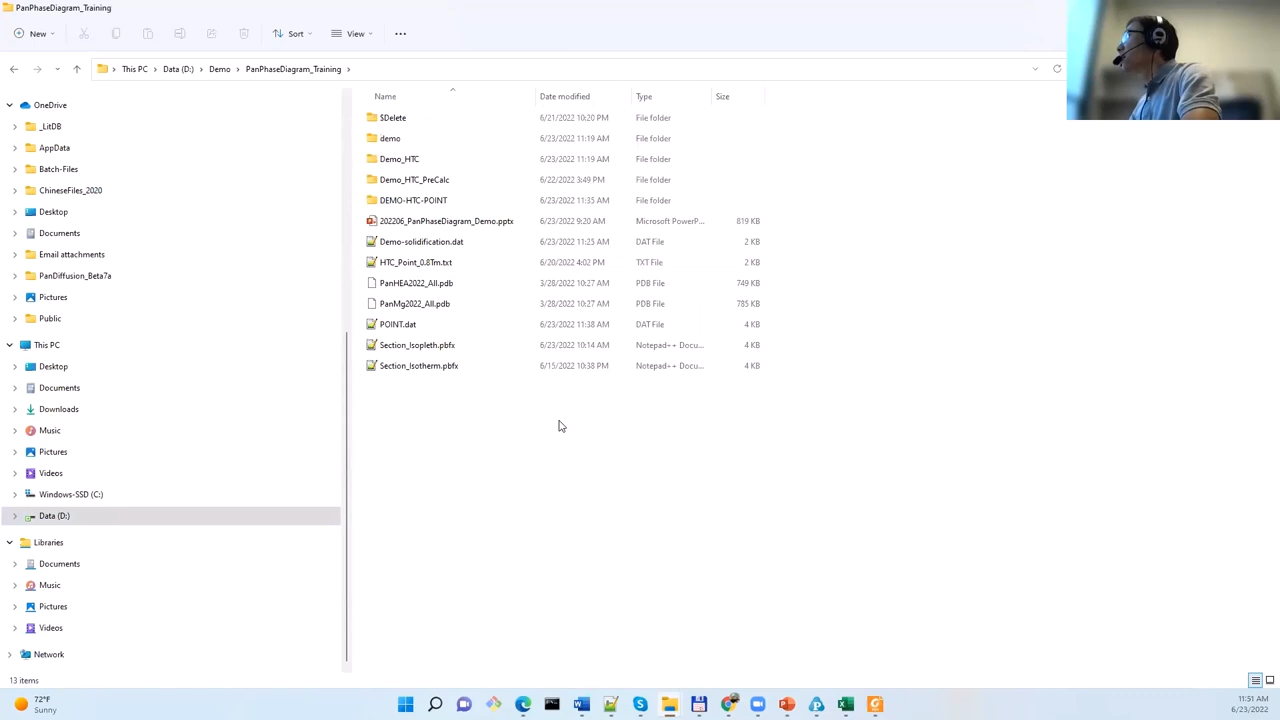 PanPhaseDiagram_Training
New Sort View
This PC Data (D:) Demo PanPhaseDiagram_Training
OneDrive
_LitDB
AppData
Batch-Files
ChineseFiles_2020
Desktop
Documents
Email attachments
PanDiffusion_Beta7a
Pictures
Public
This PC
Desktop
Documents
Downloads
Music
Pictures
Videos
Windows-SSD (C:)
Data (D:)
Libraries
Documents
Music
Pictures
Videos
Network
Name Date modified Type Size
$Delete 6/21/2022 10:20 PM File folder
demo 6/23/2022 11:19 AM File folder
Demo_HTC 6/23/2022 11:19 AM File folder
Demo_HTC_PreCalc 6/22/2022 3:49 PM File folder
DEMO-HTC-POINT 6/23/2022 11:35 AM File folder
202206_PanPhaseDiagram_Demo.pptx 6/23/2022 9:20 AM Microsoft PowerP... 819 KB
Demo-solidification.dat 6/23/2022 11:25 AM DAT File 2 KB
HTC_Point_0.8Tm.txt 6/20/2022 4:02 PM TXT File 2 KB
PanHEA2022_All.pdb 3/28/2022 10:27 AM PDB File 749 KB
PanMg2022_All.pdb 3/28/2022 10:27 AM PDB File 785 KB
POINT.dat 6/23/2022 11:38 AM DAT File 4 KB
Section_Isopleth.pbfx 6/23/2022 10:14 AM Notepad++ Docu... 4 KB
Section_Isotherm.pbfx 6/15/2022 10:38 PM Notepad++ Docu... 4 KB
13 items
72°F
Sunny
11:51 AM
6/23/2022